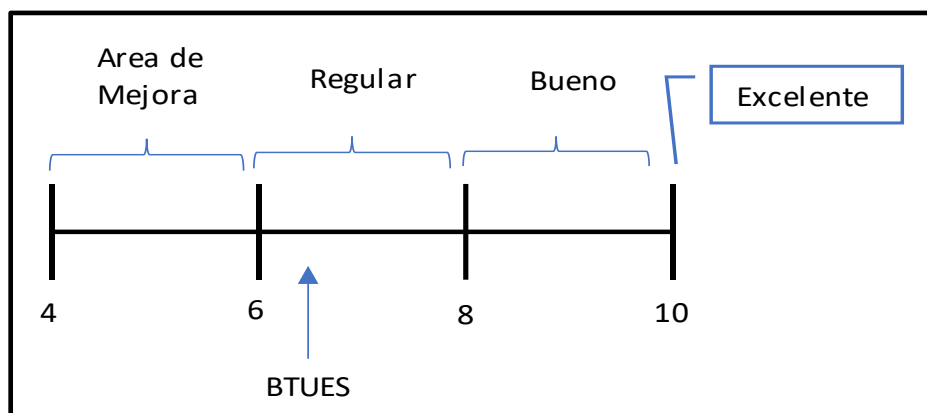 Area de
Mejora
Regular
Bueno
Excelente
4
6
8
10
BTUES